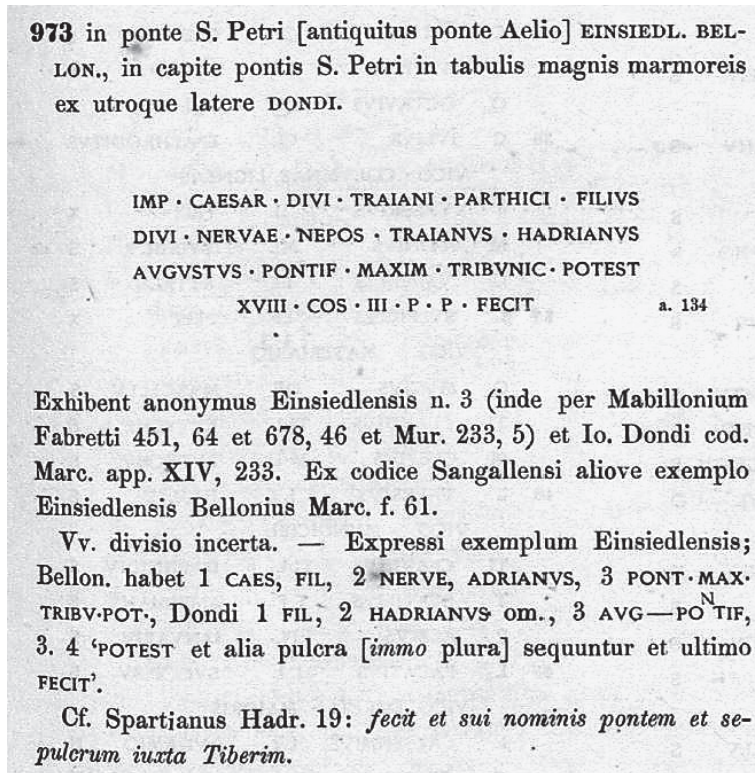 973 in ponte S. Petri [antiquitus ponte Aelio] EINSIEDL. BEL-
LON., in capite pontis S. Petri in tabulis magnis marmoreis
ex utroque latere DONDI.
IMP · CAESAR · DIVI · TRAIANI · PARTHICI · FILIVS
DIVI · NERVAE · NEPOS · TRAIANVS · HADRIANVS
AVGVSTVS · PONTIF · MAXIM · TRIBVNIC · POTEST
XVIII · COS · III · P · P · FECIT a. 134
Exhibent anonymus Einsiedlensis n. 3 (inde per Mabillonium
Fabretti 451, 64 et 678, 46 et Mur. 233, 5) et Io. Dondi cod.
Marc. app. XIV, 233. Ex codice Sangallensi aliove exemplo
Einsiedlensis Bellonius Marc. f. 61.
Vv. divisio incerta. — Expressi exemplum Einsiedlensis;
Bellon. habet 1 CAES, FIL, 2 NERVE, ADRIANVS, 3 PONT·MAX·
TRIBV·POT·, Dondi 1 FIL, 2 HADRIANVS om., 3 AVG—PONTIF,
3. 4 ‘POTEST et alia pulcra [immo plura] sequuntur et ultimo
FECIT’.
Cf. Spartianus Hadr. 19: fecit et sui nominis pontem et se-
pulcrum iuxta Tiberim.